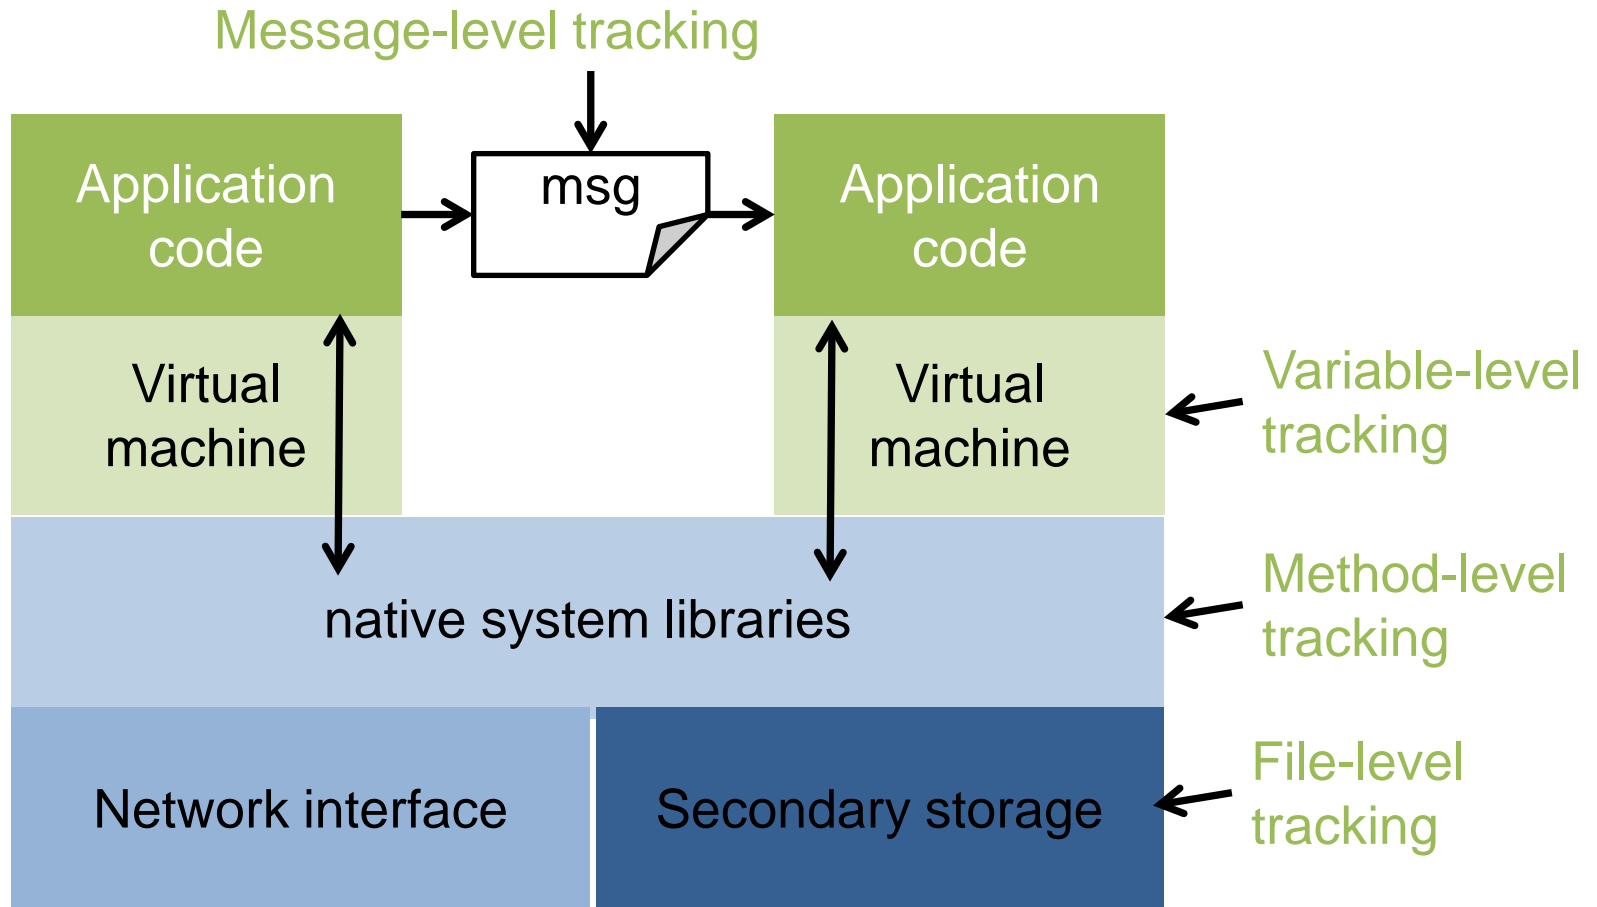 Message-level tracking
Application
code
msg
Application
code
Virtual
machine
Virtual
machine
Variable-level
tracking
native system libraries
Method-level
tracking
Network interface
Secondary storage
File-level
tracking